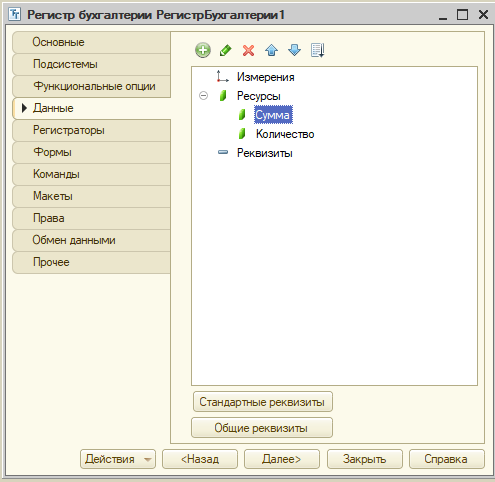 Регистр бухгалтерии РегистрБухгалтерии1
Основные
Подсистемы
Функциональные опции
Данные
Регистраторы
Формы
Команды
Макеты
Права
Обмен данными
Прочее
Измерения
Ресурсы
Сумма
Количество
Реквизиты
Стандартные реквизиты
Общие реквизиты
Действия
<Назад
Далее>
Закрыть
Справка